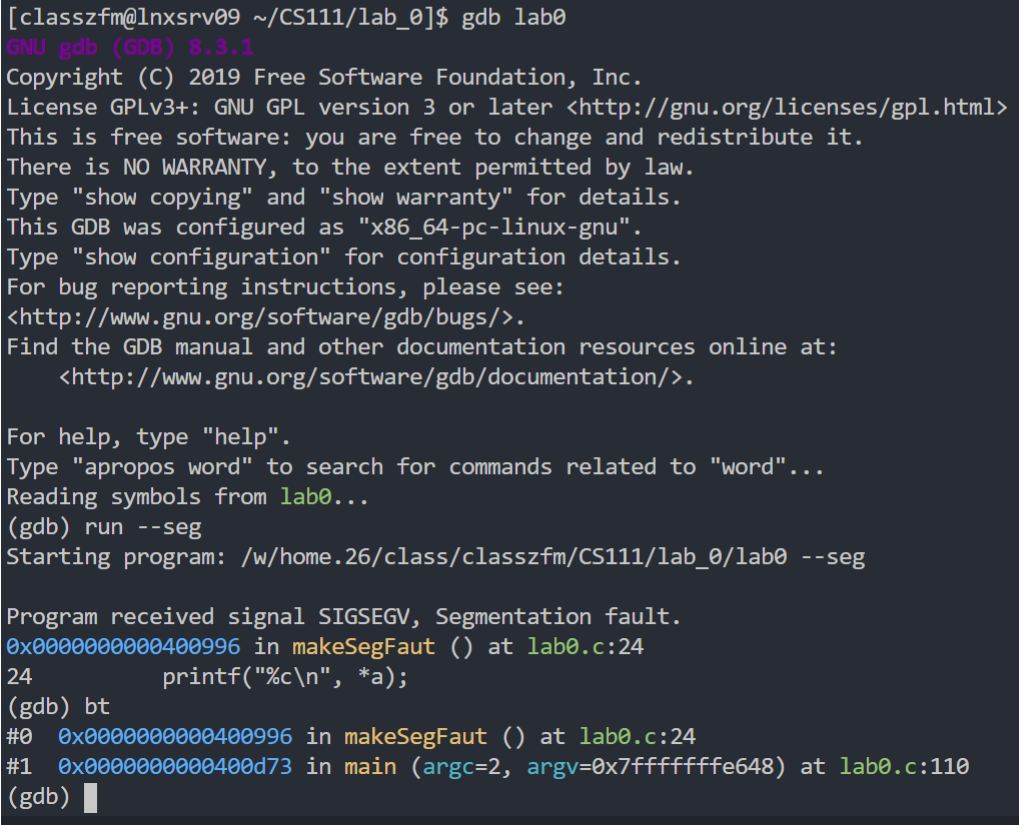 [classzfm@lnxsrv09 ~/CS111/lab_0]$ gdb lab0
GNU gdb (GDB) 8.3.1
Copyright (C) 2019 Free Software Foundation, Inc.
License GPLv3+: GNU GPL version 3 or later <http://gnu.org/licenses/gpl.html>
This is free software: you are free to change and redistribute it.
There is NO WARRANTY, to the extent permitted by law.
Type "show copying" and "show warranty" for details.
This GDB was configured as "x86_64-pc-linux-gnu".
Type "show configuration" for configuration details.
For bug reporting instructions, please see:
<http://www.gnu.org/software/gdb/bugs/>.
Find the GDB manual and other documentation resources online at:
    <http://www.gnu.org/software/gdb/documentation/>.

For help, type "help".
Type "apropos word" to search for commands related to "word"...
Reading symbols from lab0...
(gdb) run --seg
Starting program: /w/home.26/class/classzfm/CS111/lab_0/lab0 --seg

Program received signal SIGSEGV, Segmentation fault.
0x0000000000400996 in makeSegFaut () at lab0.c:24
24          printf("%c\n", *a);
(gdb) bt
#0  0x0000000000400996 in makeSegFaut () at lab0.c:24
#1  0x0000000000400d73 in main (argc=2, argv=0x7fffffffe648) at lab0.c:110
(gdb)